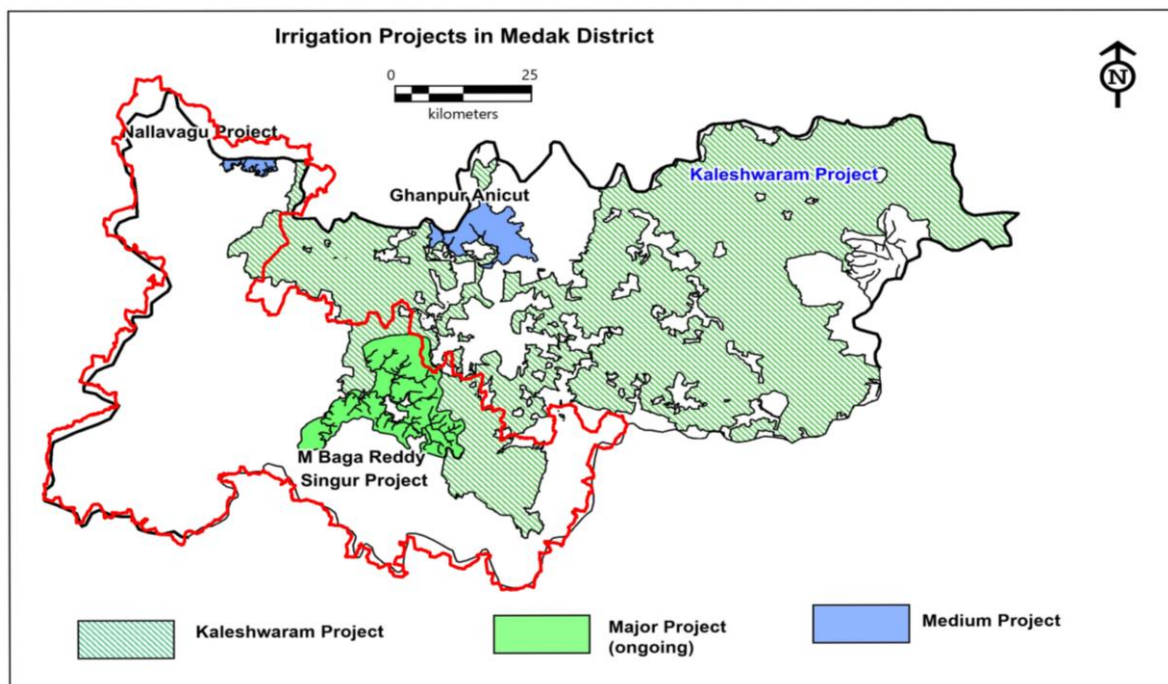 Irrigation Projects in Medak District
0 25
kilometers
N
Nallavagu Project
Ghanpur Anicut
Kaleshwaram Project
M Baga Reddy
Singur Project
Kaleshwaram Project
Major Project
(ongoing)
Medium Project